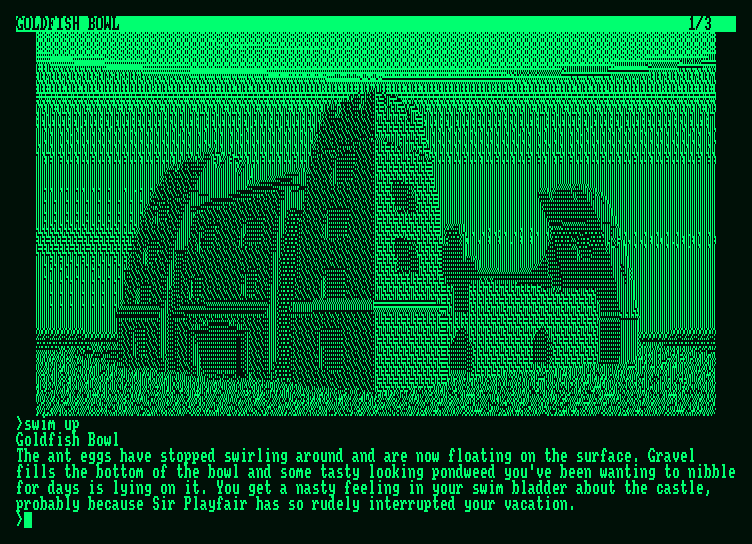 GOLDFISH BOWL 1/3
>swim up
Goldfish Bowl
The ant eggs have stopped swirling around and are now floating on the surface. Gravel
fills the bottom of the bowl and some tasty looking pondweed you've been wanting to nibble
for days is lying on it. You get a nasty feeling in your swim bladder about the castle,
probably because Sir Playfair has so rudely interrupted your vacation.
>